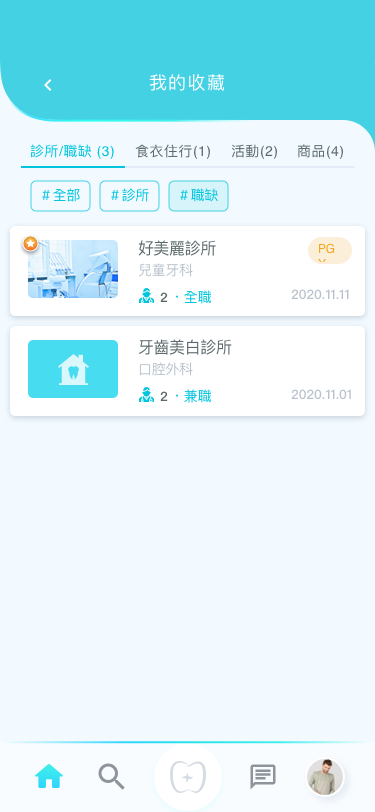 我的收藏
診所/職缺 (3) 食衣住行(1) 活動(2) 商品(4)
#全部 #診所 #職缺
好美麗診所 PG
兒童牙科
2 · 全職 2020.11.11
牙齒美白診所
口腔外科
2 · 兼職 2020.11.01